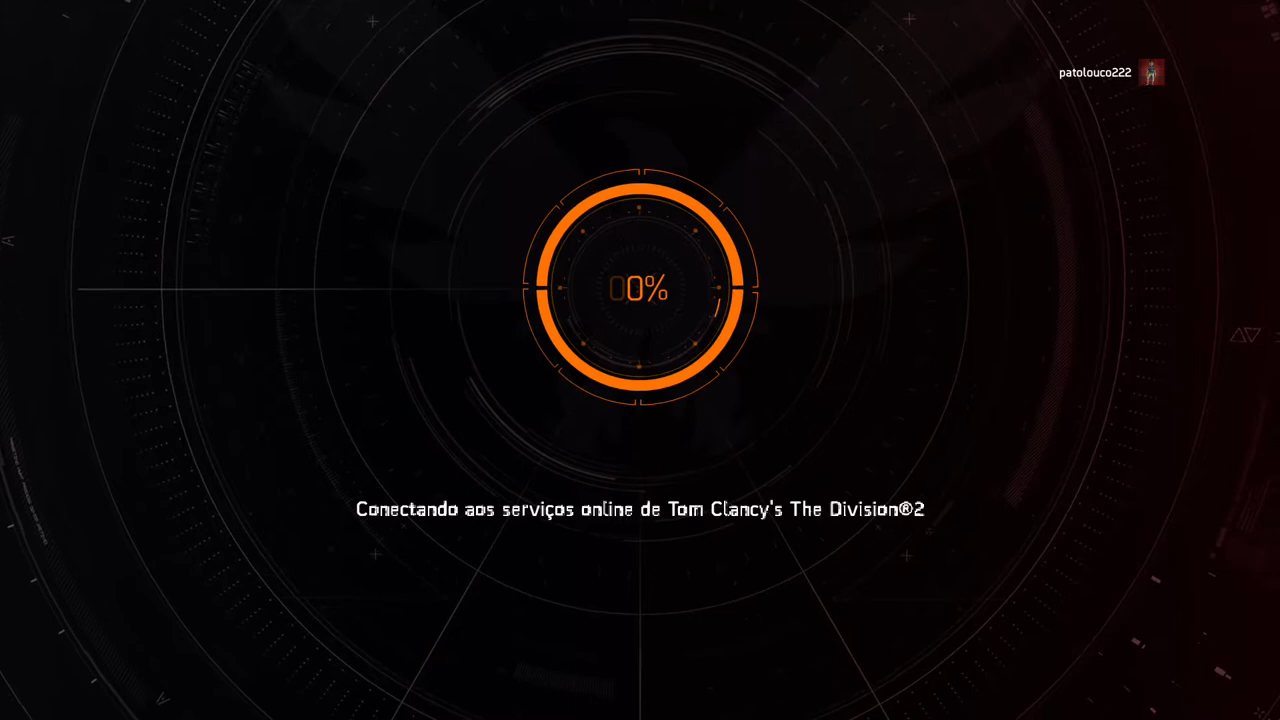 patolouco222
00%
Conectando aos serviços online de Tom Clancy's The Division®2